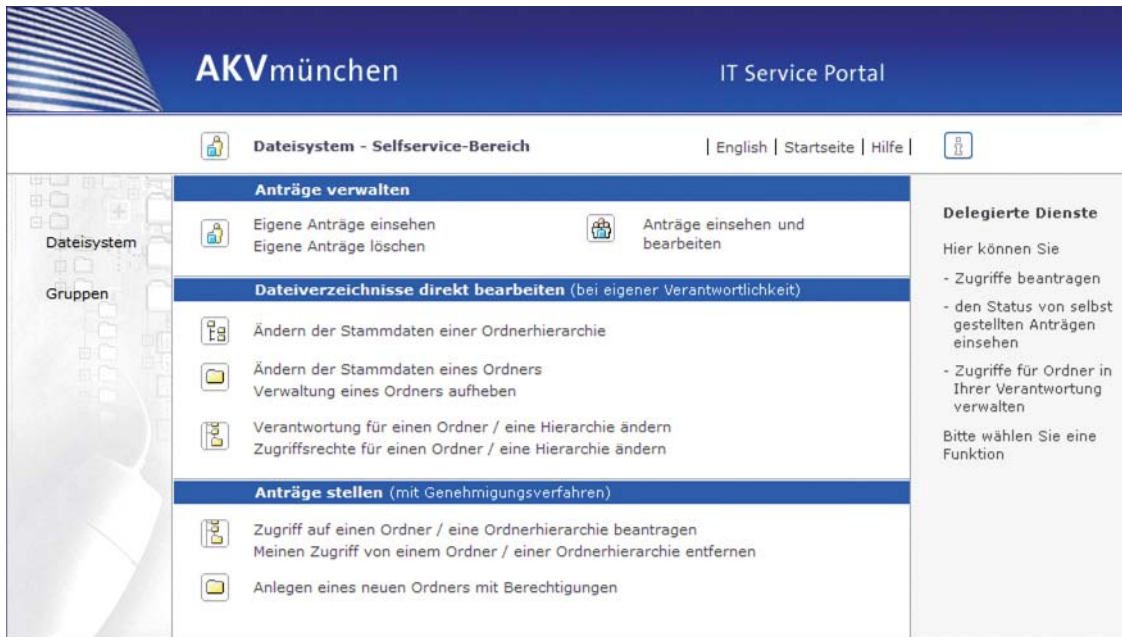 AKVmünchen
IT Service Portal
Dateisystem - Selfservice-Bereich
| English | Startseite | Hilfe |
Dateisystem
Gruppen
Anträge verwalten
Eigene Anträge einsehen
Eigene Anträge löschen
Anträge einsehen und
bearbeiten
Dateiverzeichnisse direkt bearbeiten (bei eigener Verantwortlichkeit)
Ändern der Stammdaten einer Ordnerhierarchie
Ändern der Stammdaten eines Ordners
Verwaltung eines Ordners aufheben
Verantwortung für einen Ordner / eine Hierarchie ändern
Zugriffsrechte für einen Ordner / eine Hierarchie ändern
Anträge stellen (mit Genehmigungsverfahren)
Zugriff auf einen Ordner / eine Ordnerhierarchie beantragen
Meinen Zugriff von einem Ordner / einer Ordnerhierarchie entfernen
Anlegen eines neuen Ordners mit Berechtigungen
Delegierte Dienste
Hier können Sie
- Zugriffe beantragen
- den Status von selbst
gestellten Anträgen
einsehen
- Zugriffe für Ordner in
Ihrer Verantwortung
verwalten
Bitte wählen Sie eine
Funktion